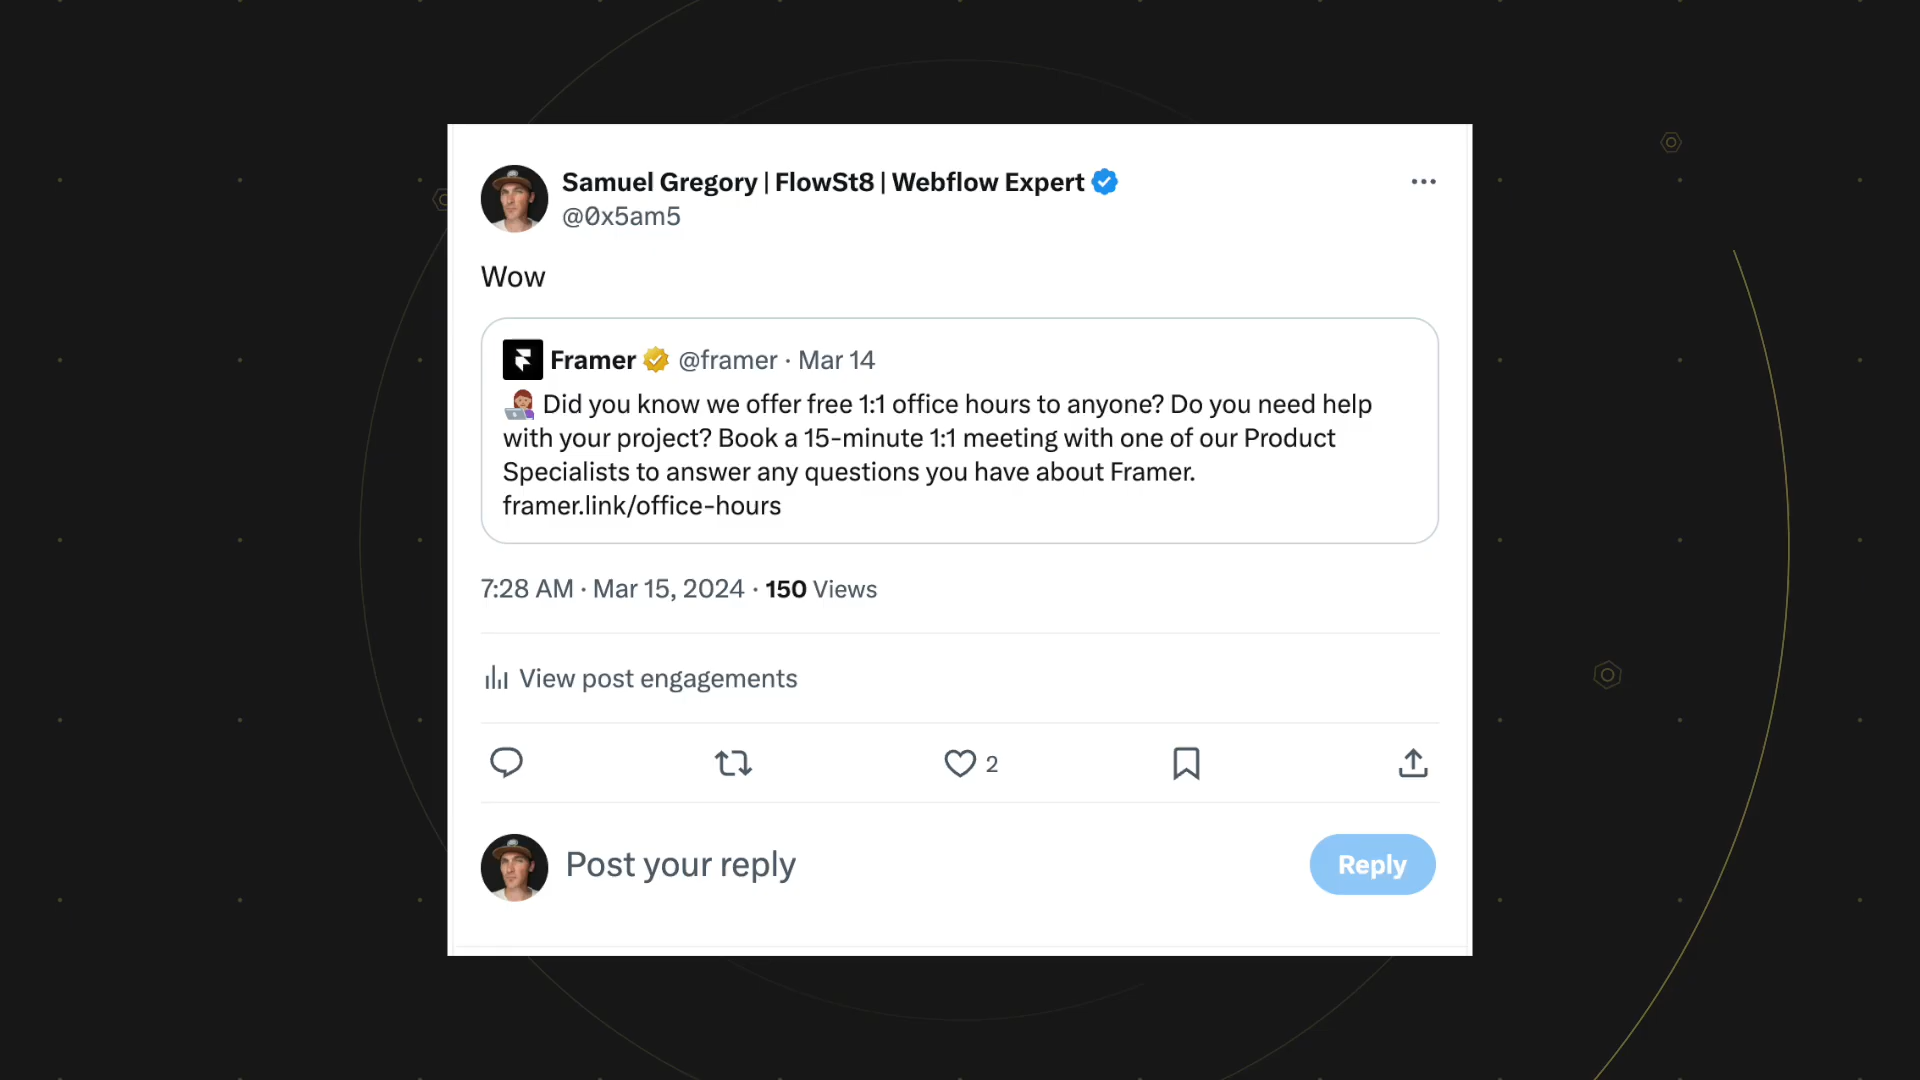 Samuel Gregory | FlowSt8 | Webflow Expert
@0x5am5
Wow
Framer @framer · Mar 14
Did you know we offer free 1:1 office hours to anyone? Do you need help
with your project? Book a 15-minute 1:1 meeting with one of our Product
Specialists to answer any questions you have about Framer.
framer.link/office-hours
7:28 AM · Mar 15, 2024 · 150 Views
View post engagements
2
Post your reply
Reply